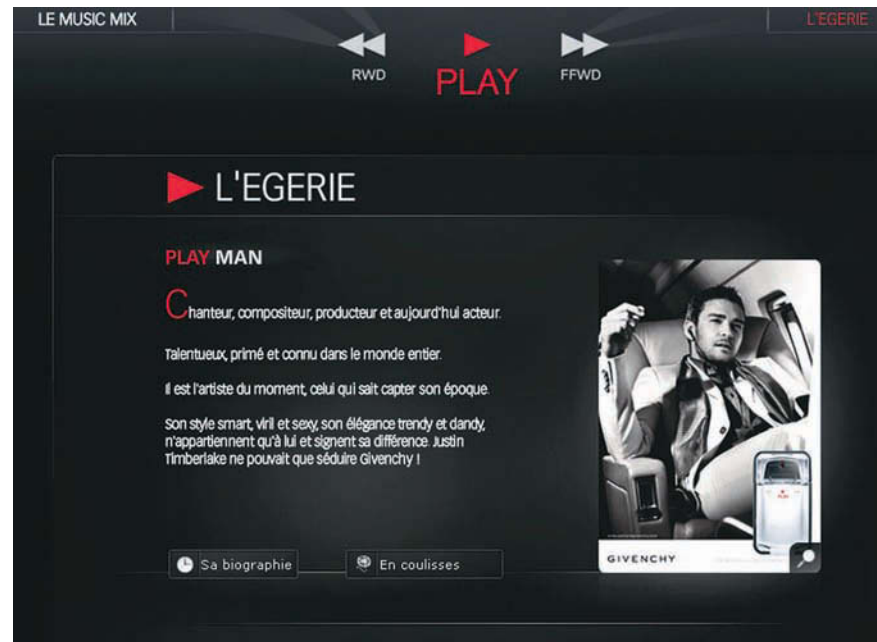 LE MUSIC MIX
L'EGERIE
RWD
PLAY
FFWD
L'EGERIE
PLAY MAN
Chanteur, compositeur, producteur et aujourd'hui acteur.
Talentueux, primé et connu dans le monde entier.
Il est l'artiste du moment, celui qui sait capter son époque.
Son style smart, viril et sexy, son élégance trendy et dandy,
n'appartiennent qu'à lui et signent sa différence. Justin
Timberlake ne pouvait que séduire Givenchy !
PLAY
GIVENCHY
Sa biographie
En coulisses